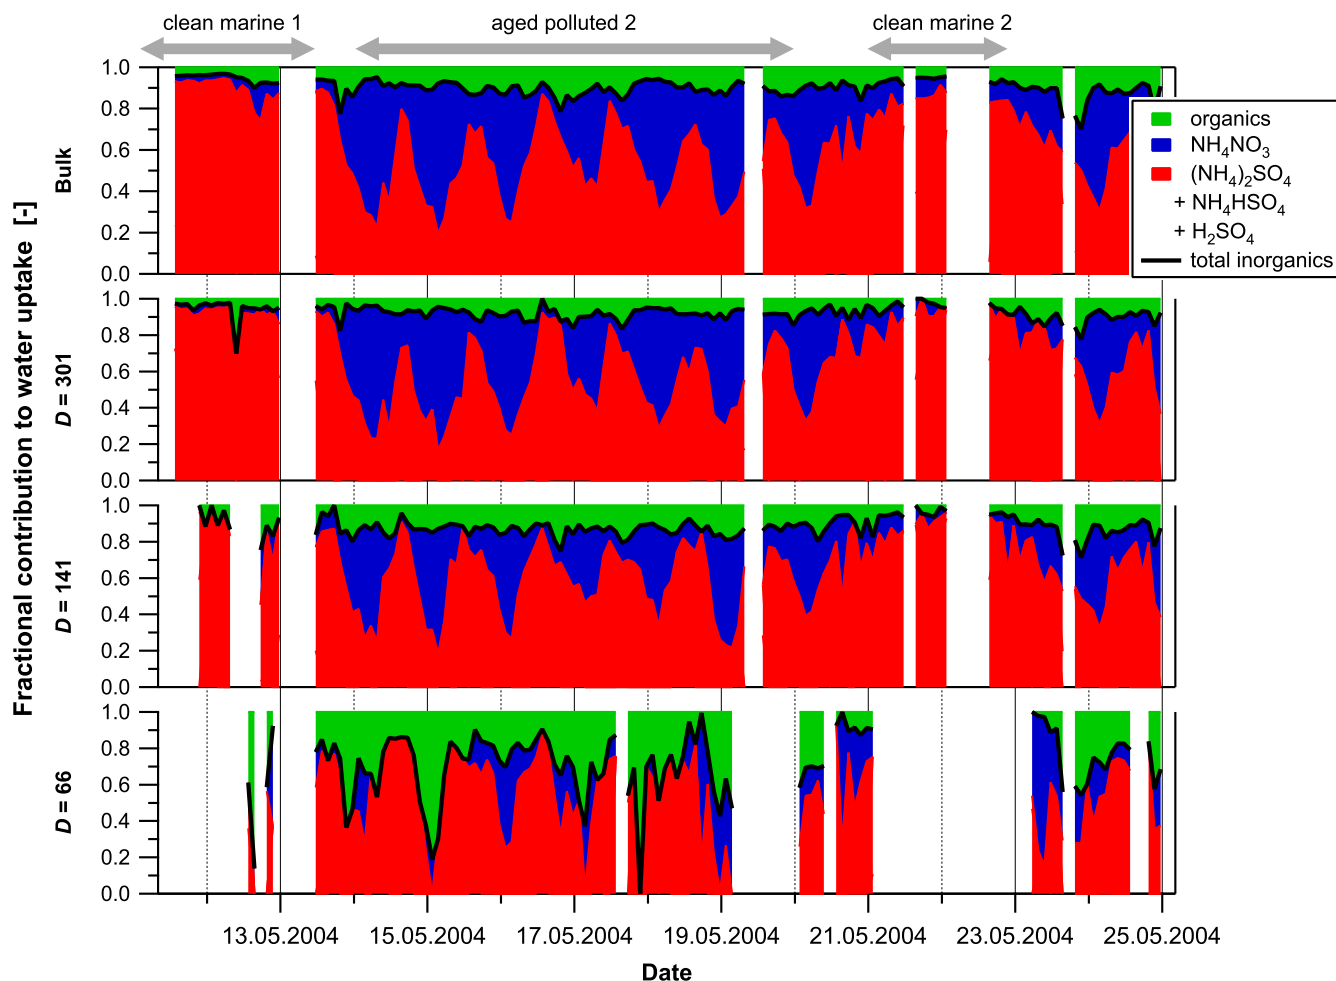 clean marine 1
aged polluted 2
clean marine 2
Fractional contribution to water uptake [-]
Bulk
1.0
0.8
0.6
0.4
0.2
0.0
organics
NH₄NO₃
(NH₄)₂SO₄
+ NH₄HSO₄
+ H₂SO₄
total inorganics
D = 301
1.0
0.8
0.6
0.4
0.2
0.0
D = 141
1.0
0.8
0.6
0.4
0.2
0.0
D = 66
1.0
0.8
0.6
0.4
0.2
0.0
13.05.2004 15.05.2004 17.05.2004 19.05.2004 21.05.2004 23.05.2004 25.05.2004
Date